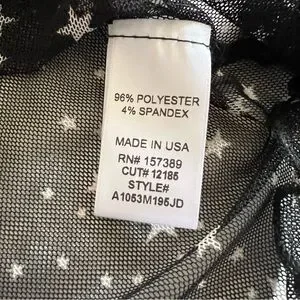 96% POLYESTER
4% SPANDEX
MADE IN USA
RN# 157389
CUT# 12185
STYLE#
A1053M195JD